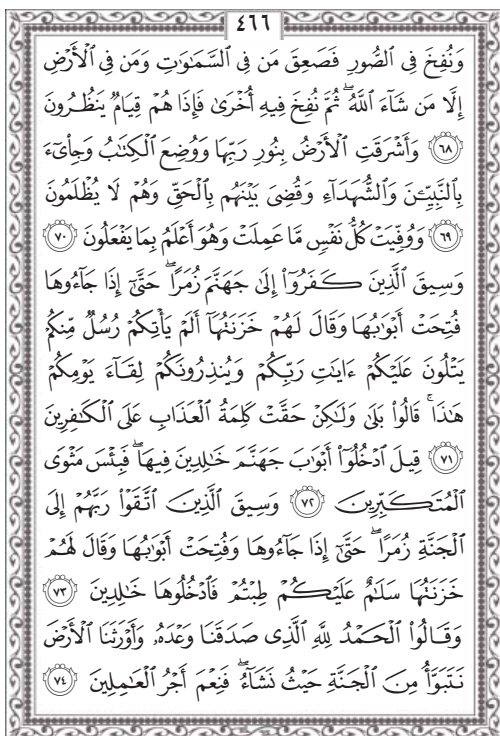 ٤٦٦
وَنُفِخَ فِي ٱلصُّورِ فَصَعِقَ مَن فِي ٱلسَّمَٰوَٰتِ وَمَن فِي ٱلْأَرْضِ
إِلَّا مَن شَآءَ ٱللَّهُ ۖ ثُمَّ نُفِخَ فِيهِ أُخْرَىٰ فَإِذَا هُمْ قِيَامٌ يَنظُرُونَ
٦٨ وَأَشْرَقَتِ ٱلْأَرْضُ بِنُورِ رَبِّهَا وَوُضِعَ ٱلْكِتَٰبُ وَجِا۟ىٓءَ
بِٱلنَّبِيِّـۧنَ وَٱلشُّهَدَآءِ وَقُضِىَ بَيْنَهُم بِٱلْحَقِّ وَهُمْ لَا يُظْلَمُونَ
٦٩ وَوُفِّيَتْ كُلُّ نَفْسٍ مَّا عَمِلَتْ وَهُوَ أَعْلَمُ بِمَا يَفْعَلُونَ ٧٠
وَسِيقَ ٱلَّذِينَ كَفَرُوٓا۟ إِلَىٰ جَهَنَّمَ زُمَرًا ۖ حَتَّىٰٓ إِذَا جَآءُوهَا
فُتِحَتْ أَبْوَٰبُهَا وَقَالَ لَهُمْ خَزَنَتُهَآ أَلَمْ يَأْتِكُمْ رُسُلٌ مِّنكُمْ
يَتْلُونَ عَلَيْكُمْ ءَايَٰتِ رَبِّكُمْ وَيُنذِرُونَكُمْ لِقَآءَ يَوْمِكُمْ
هَٰذَا ۚ قَالُوا۟ بَلَىٰ وَلَٰكِنْ حَقَّتْ كَلِمَةُ ٱلْعَذَابِ عَلَى ٱلْكَٰفِرِينَ
٧١ قِيلَ ٱدْخُلُوٓا۟ أَبْوَٰبَ جَهَنَّمَ خَٰلِدِينَ فِيهَا ۖ فَبِئْسَ مَثْوَى
ٱلْمُتَكَبِّرِينَ ٧٢ وَسِيقَ ٱلَّذِينَ ٱتَّقَوْا۟ رَبَّهُمْ إِلَى
ٱلْجَنَّةِ زُمَرًا ۖ حَتَّىٰٓ إِذَا جَآءُوهَا وَفُتِحَتْ أَبْوَٰبُهَا وَقَالَ لَهُمْ
خَزَنَتُهَا سَلَٰمٌ عَلَيْكُمْ طِبْتُمْ فَٱدْخُلُوهَا خَٰلِدِينَ ٧٣
وَقَالُوا۟ ٱلْحَمْدُ لِلَّهِ ٱلَّذِى صَدَقَنَا وَعْدَهُۥ وَأَوْرَثَنَا ٱلْأَرْضَ
نَتَبَوَّأُ مِنَ ٱلْجَنَّةِ حَيْثُ نَشَآءُ ۖ فَنِعْمَ أَجْرُ ٱلْعَٰمِلِينَ ٧٤